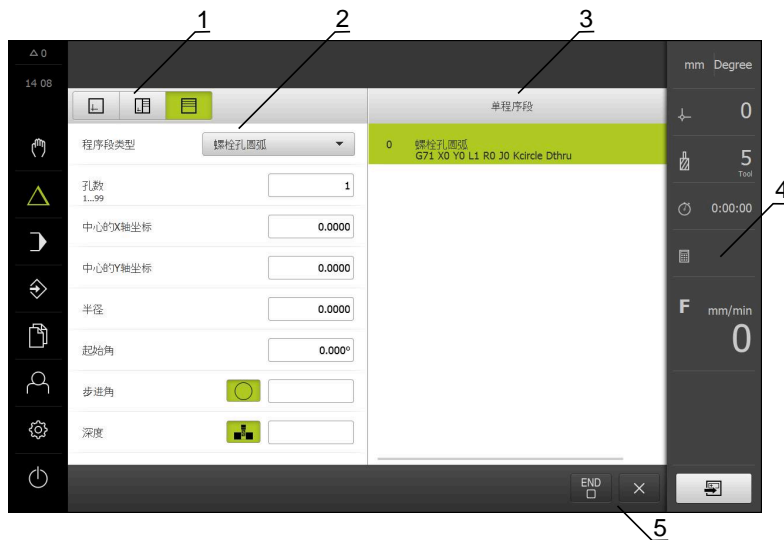 1
2
3
△ 0
14 08
mm Degree
单程序段
0
程序段类型
螺栓孔圆弧
0 螺栓孔圆弧
G71 X0 Y0 L1 R0 J0 Kcircle Dthru
5
Tool
孔数
1...99
1
4
0:00:00
中心的X轴坐标
0.0000
中心的Y轴坐标
0.0000
半径
0.0000
F mm/min
0
起始角
0.000°
步进角
深度
END
5